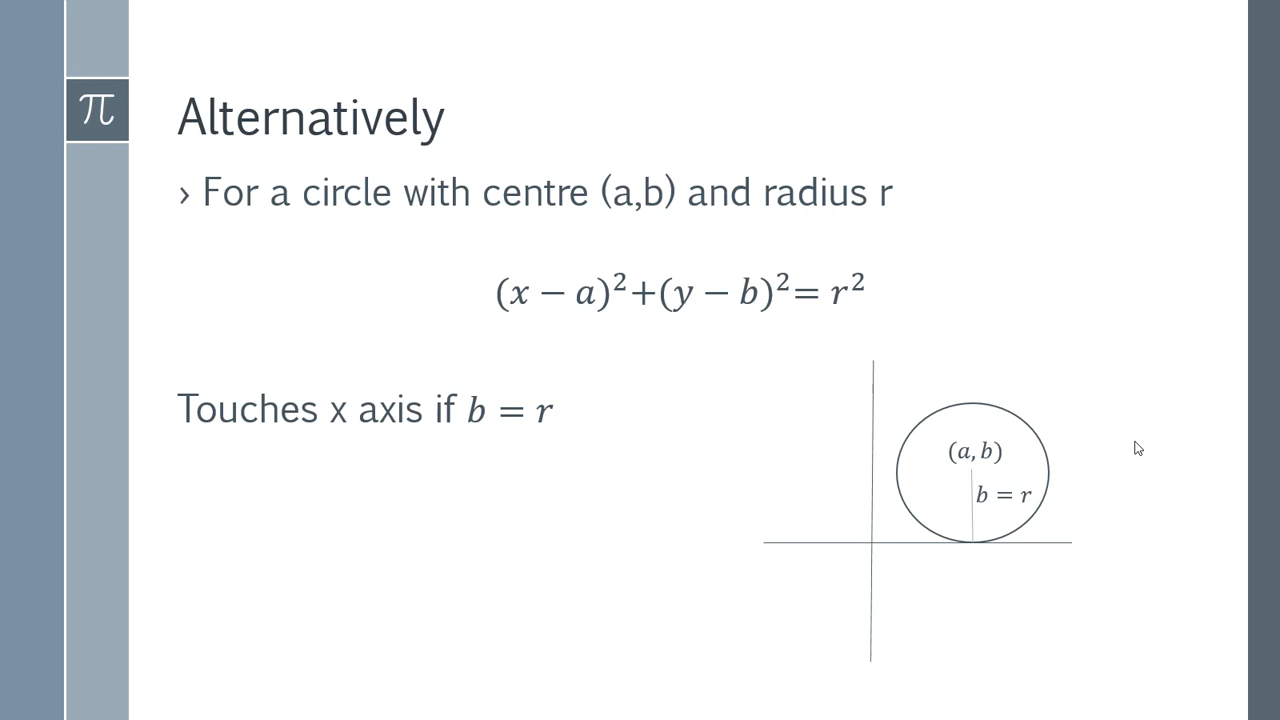 π
Alternatively
› For a circle with centre (a,b) and radius r
(x − a)²+(y − b)²= r²
Touches x axis if b = r
(a, b)
b = r